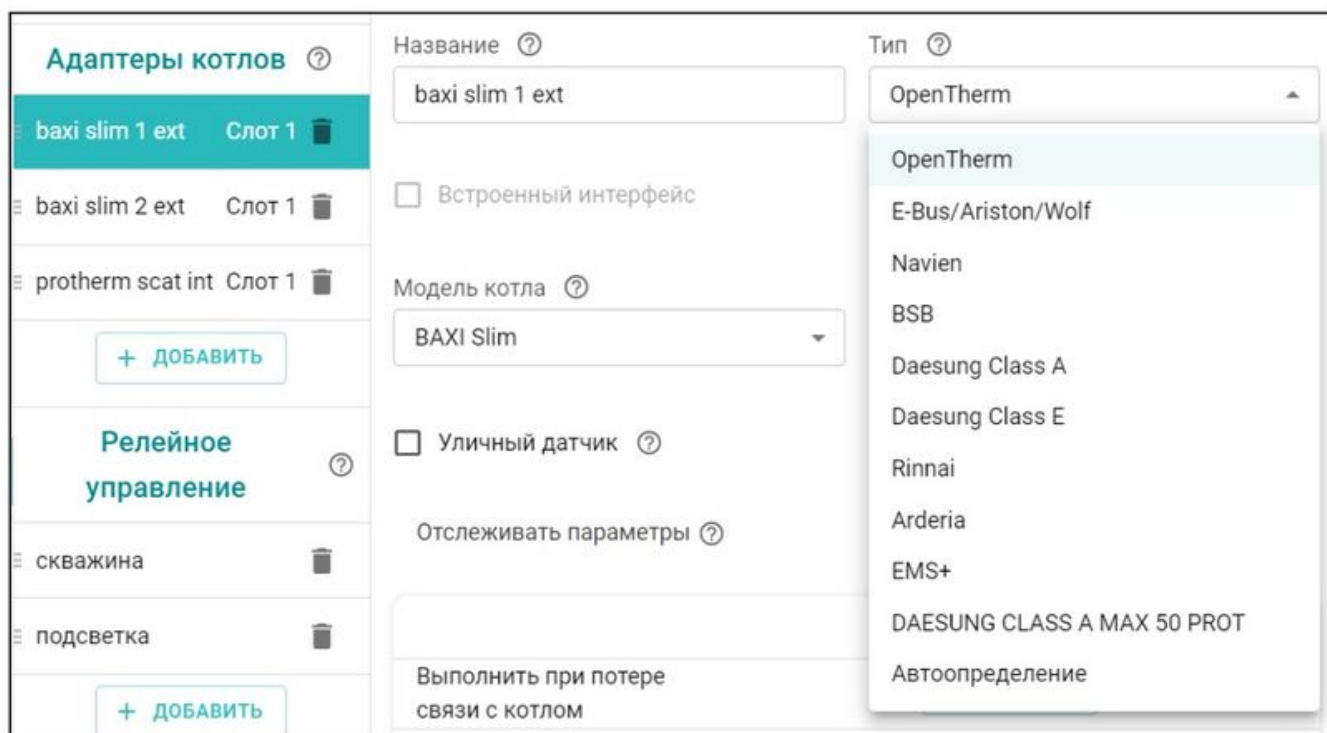 Адаптеры котлов
baxi slim 1 ext Слот 1
baxi slim 2 ext Слот 1
protherm scat int Слот 1
+ ДОБАВИТЬ
Релейное
управление
скважина
подсветка
+ ДОБАВИТЬ
Название
baxi slim 1 ext
Встроенный интерфейс
Модель котла
BAXI Slim
Уличный датчик
Отслеживать параметры
Выполнить при потере
связи с котлом
Тип
OpenTherm
OpenTherm
E-Bus/Ariston/Wolf
Navien
BSB
Daesung Class A
Daesung Class E
Rinnai
Arderia
EMS+
DAESUNG CLASS A MAX 50 PROT
Автоопределение